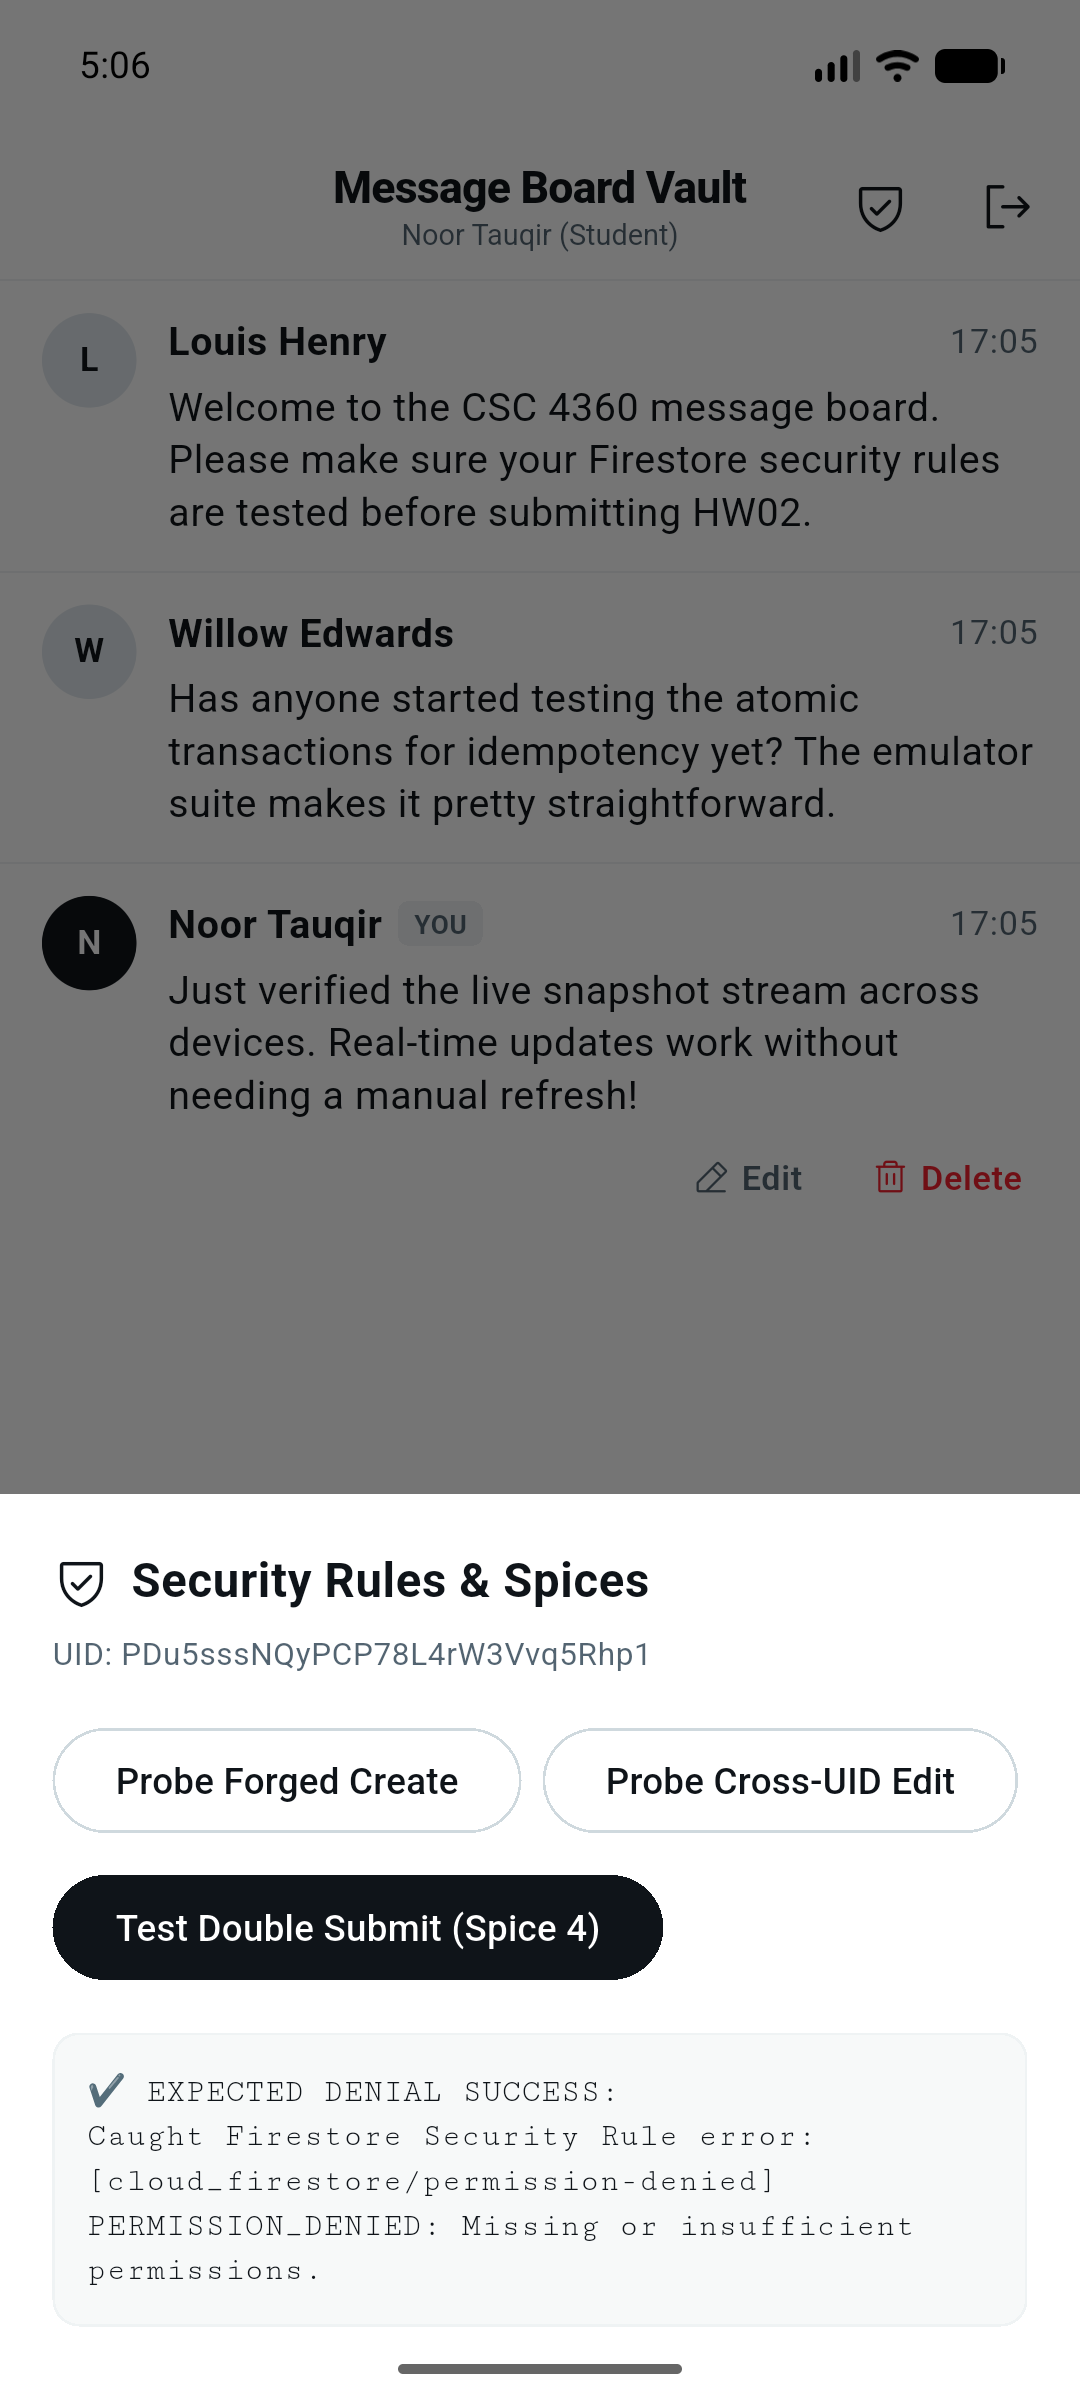 5:06
Message Board Vault
Noor Tauqir (Student)
L
Louis Henry
17:05
Welcome to the CSC 4360 message board.
Please make sure your Firestore security rules
are tested before submitting HW02.
W
Willow Edwards
17:05
Has anyone started testing the atomic
transactions for idempotency yet? The emulator
suite makes it pretty straightforward.
N
Noor Tauqir YOU
17:05
Just verified the live snapshot stream across
devices. Real-time updates work without
needing a manual refresh!
Edit
Delete
Security Rules & Spices
UID: PDu5sssNQyPCP78L4rW3Vvq5Rhp1
Probe Forged Create
Probe Cross-UID Edit
Test Double Submit (Spice 4)
✔ EXPECTED DENIAL SUCCESS:
Caught Firestore Security Rule error:
[cloud_firestore/permission-denied]
PERMISSION_DENIED: Missing or insufficient
permissions.